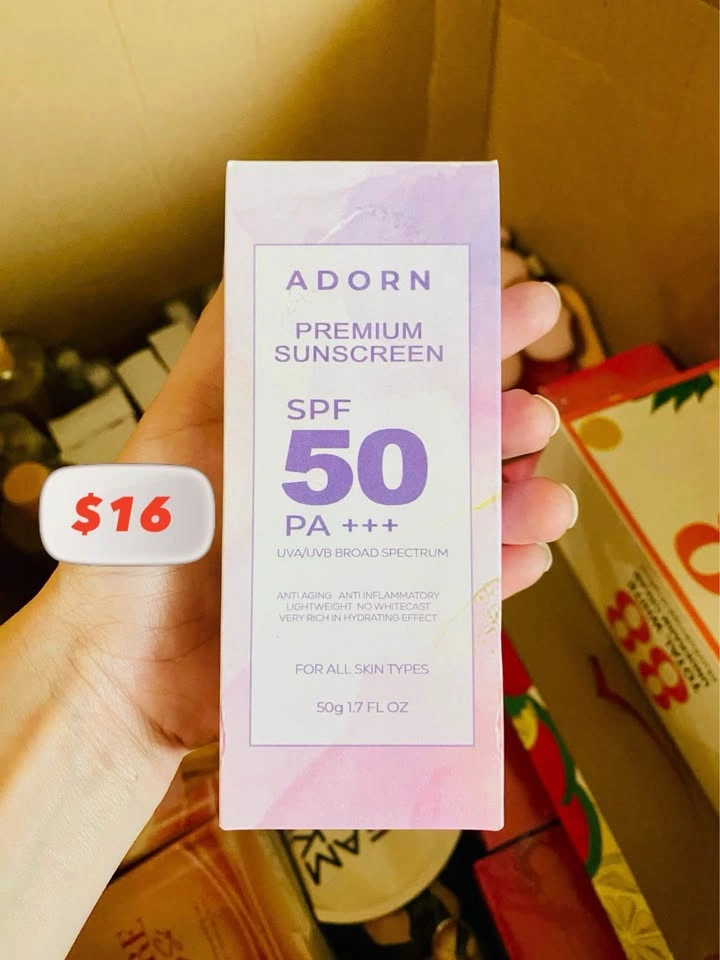 ADORN
PREMIUM
SUNSCREEN
SPF
50
PA +++
UVA/UVB BROAD SPECTRUM
ANTI AGING ANTI INFLAMMATORY
LIGHTWEIGHT NO WHITECAST
VERY RICH IN HYDRATING EFFECT
FOR ALL SKIN TYPES
50g 1.7 FL OZ
$16
88